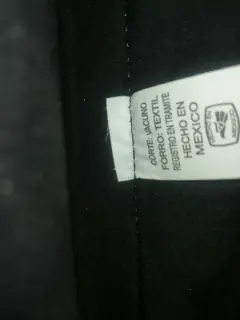 CORTE: VACUNO
FORRO: TEXTIL
REGISTRO EN TRAMITE
HECHO EN
MEXICO